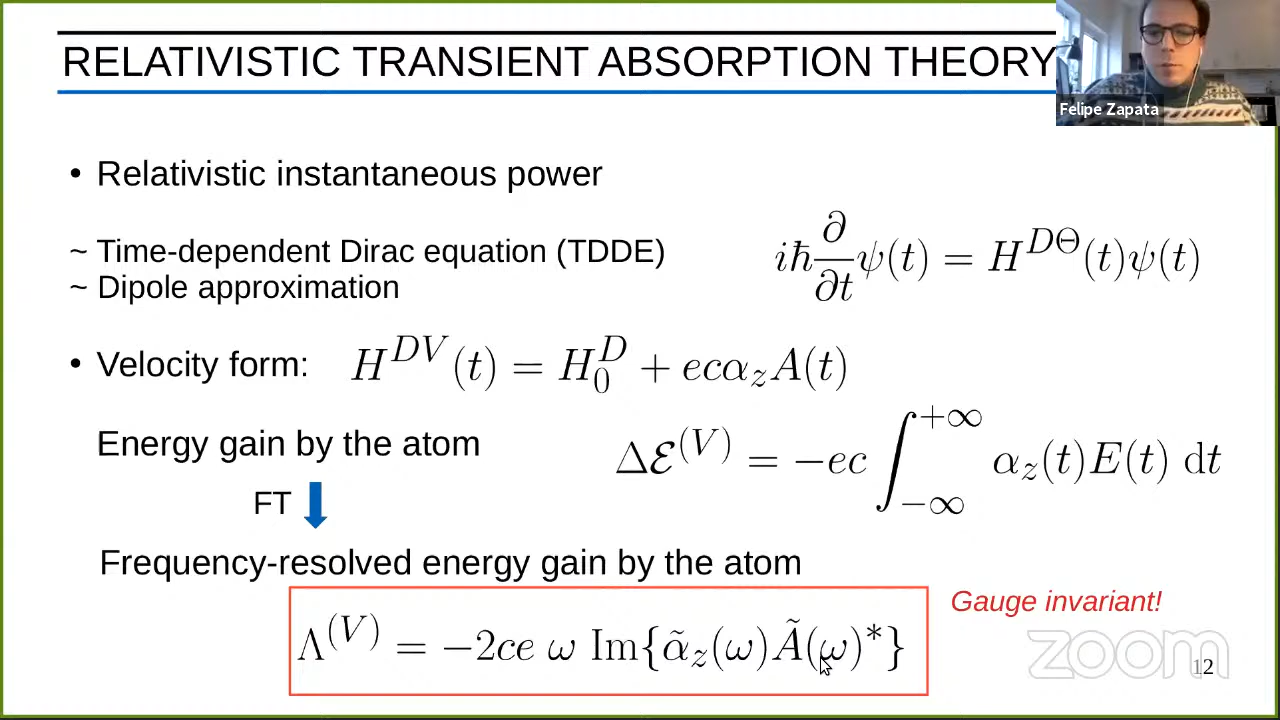 RELATIVISTIC TRANSIENT ABSORPTION THEORY
Felipe Zapata
• Relativistic instantaneous power
~ Time-dependent Dirac equation (TDDE)
~ Dipole approximation
iℏ ∂/∂t ψ(t) = H^{DΘ}(t)ψ(t)
• Velocity form: H^{DV}(t) = H_0^D + ecα_z A(t)
Energy gain by the atom
Δℰ^{(V)} = −ec ∫_{−∞}^{+∞} α_z(t)E(t) dt
FT
Frequency-resolved energy gain by the atom
Λ^{(V)} = −2ce ω Im{α̃_z(ω)Ã(ω)^*}
Gauge invariant!
zoom
12